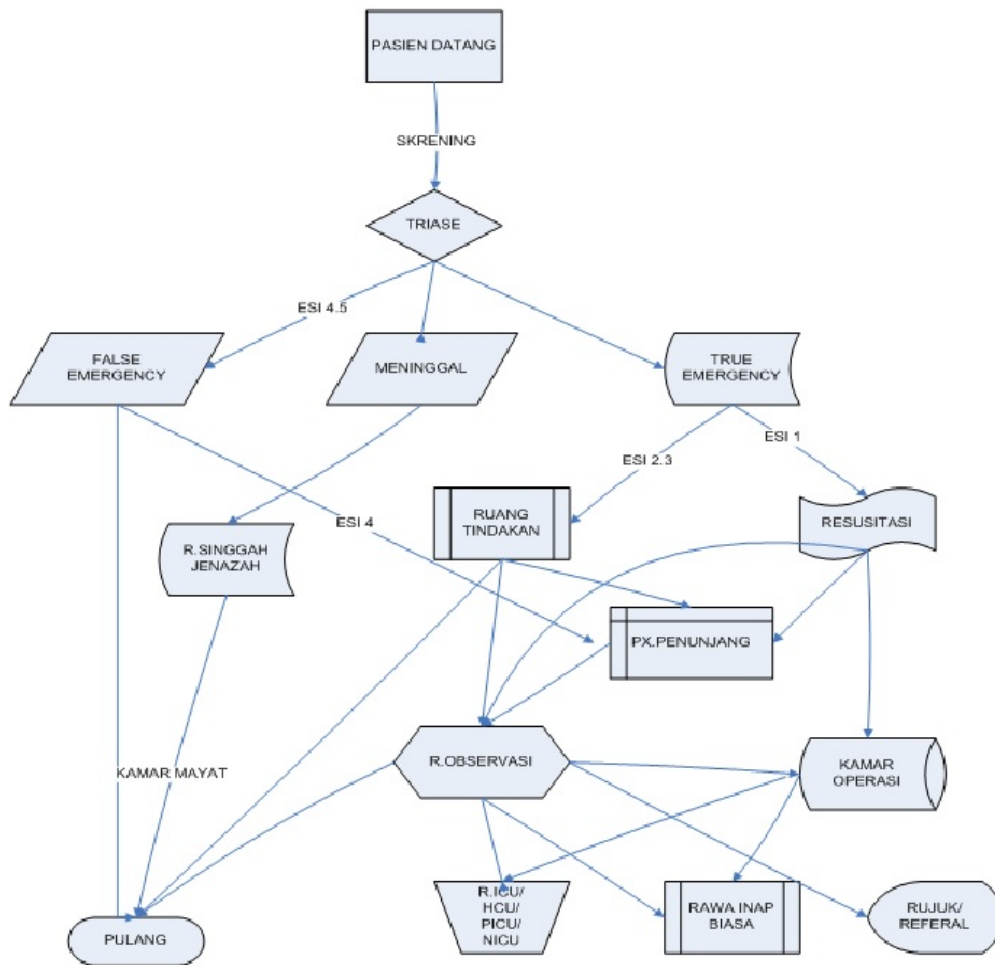 PASIEN DATANG
SKRENING
TRIASE
ESI 4.5
FALSE
EMERGENCY
MENINGGAL
TRUE
EMERGENCY
ESI 2.3
ESI 1
RUANG
TINDAKAN
RESUSITASI
ESI 4
R.SINGGAH
JENAZAH
PX.PENUNJANG
R.OBSERVASI
KAMAR
OPERASI
KAMAR MAYAT
R.ICU/
HCU/
PICU/
NICU
RAWA INAP
BIASA
RUJUK/
REFERAL
PULANG